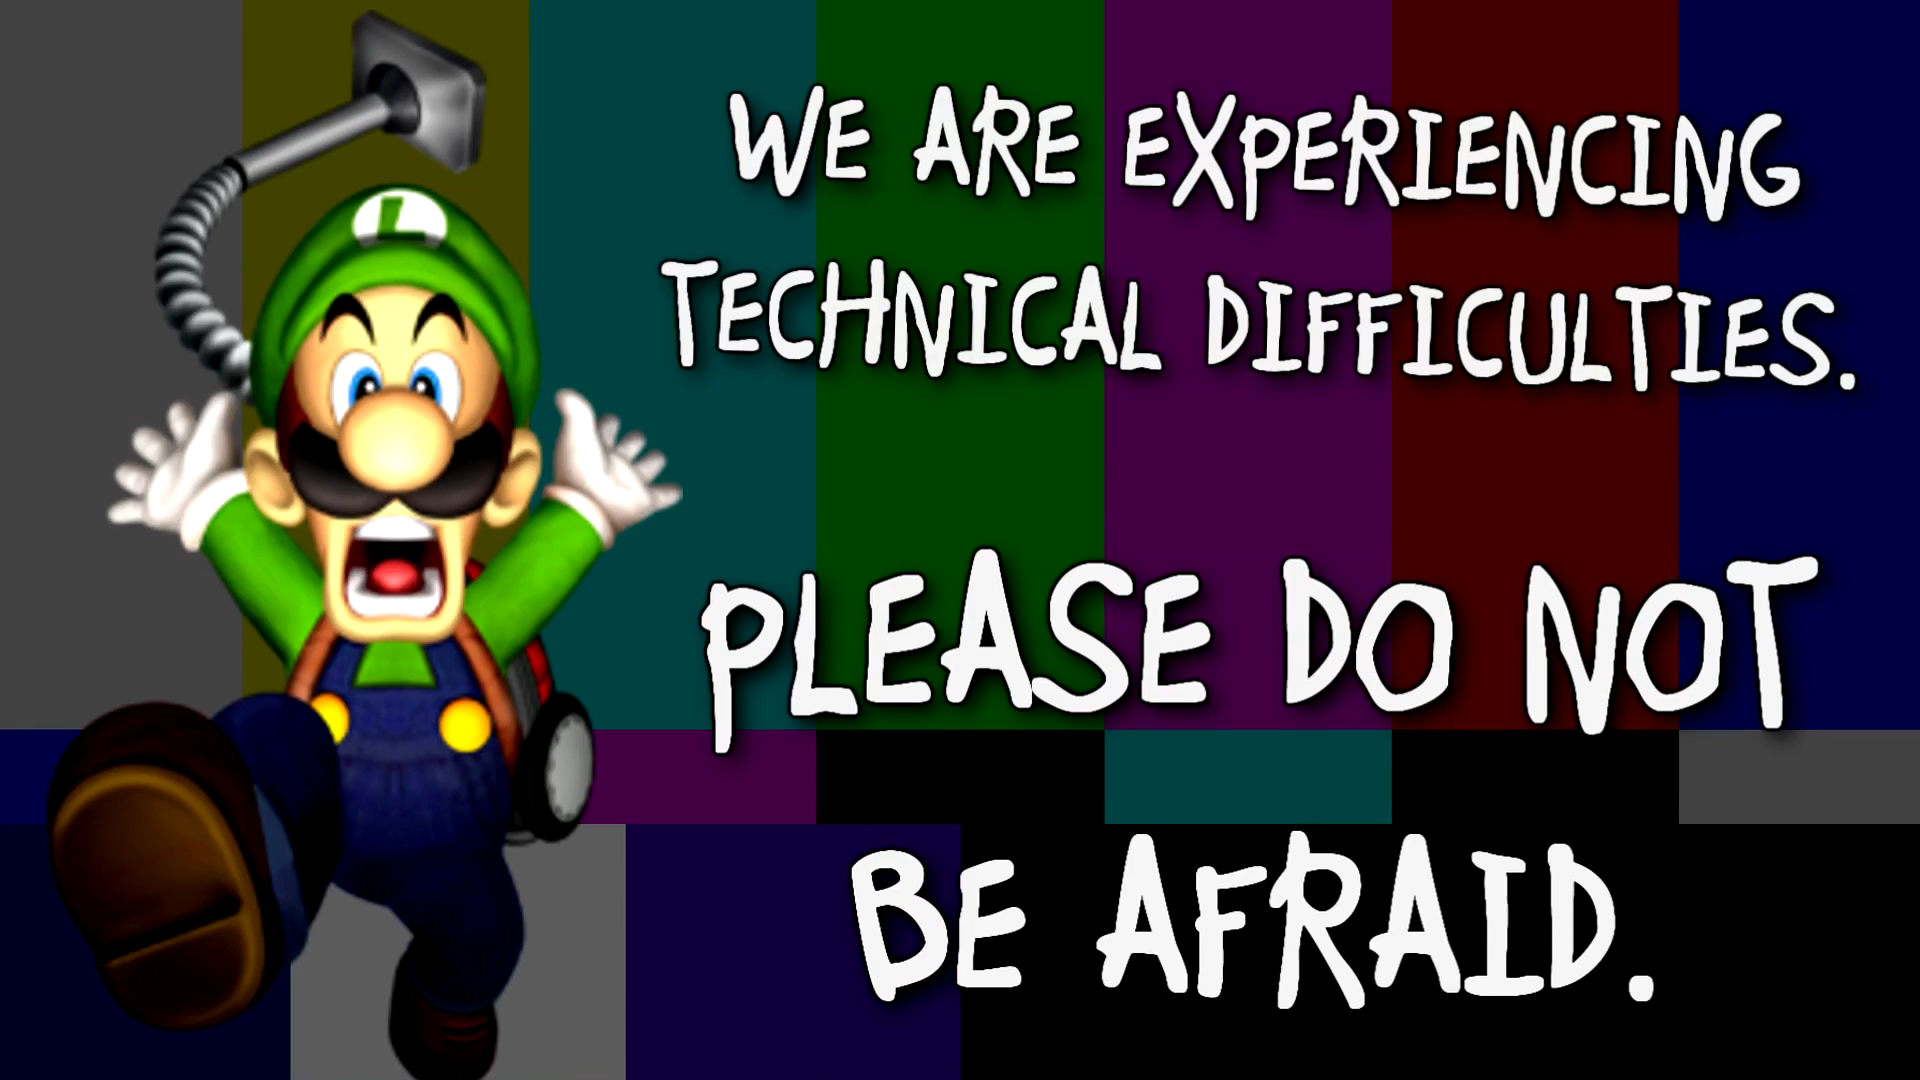 L
WE ARE EXPERIENCING
TECHNICAL DIFFICULTIES.
PLEASE DO NOT
BE AFRAID.